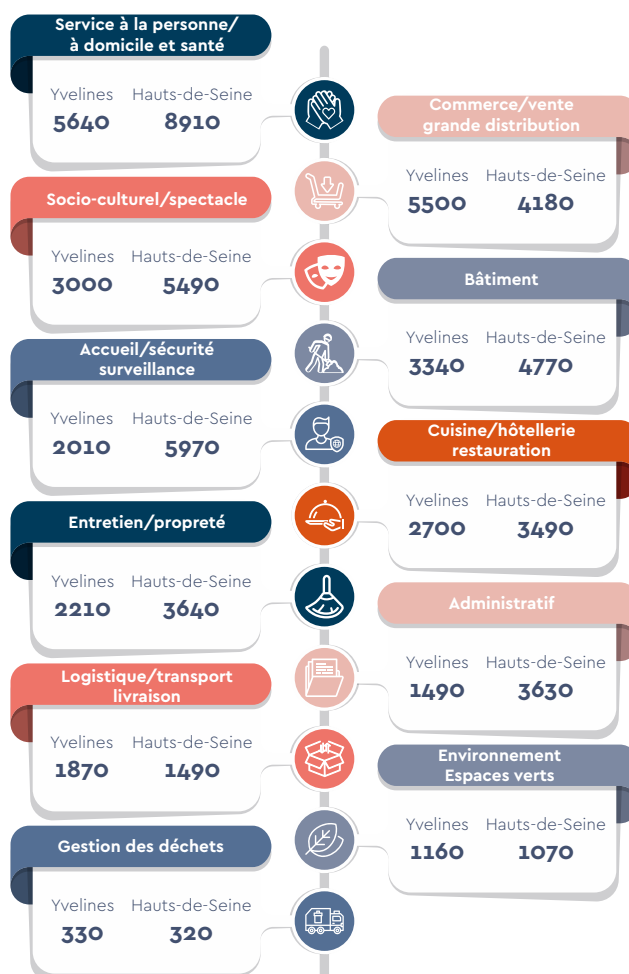 Service à la personne/
à domicile et santé
Yvelines Hauts-de-Seine
5640 8910
Commerce/vente
grande distribution
Yvelines Hauts-de-Seine
5500 4180
Socio-culturel/spectacle
Yvelines Hauts-de-Seine
3000 5490
Bâtiment
Yvelines Hauts-de-Seine
3340 4770
Accueil/sécurité
surveillance
Yvelines Hauts-de-Seine
2010 5970
Cuisine/hôtellerie
restauration
Yvelines Hauts-de-Seine
2700 3490
Entretien/propreté
Yvelines Hauts-de-Seine
2210 3640
Administratif
Yvelines Hauts-de-Seine
1490 3630
Logistique/transport
livraison
Yvelines Hauts-de-Seine
1870 1490
Environnement
Espaces verts
Yvelines Hauts-de-Seine
1160 1070
Gestion des déchets
Yvelines Hauts-de-Seine
330 320